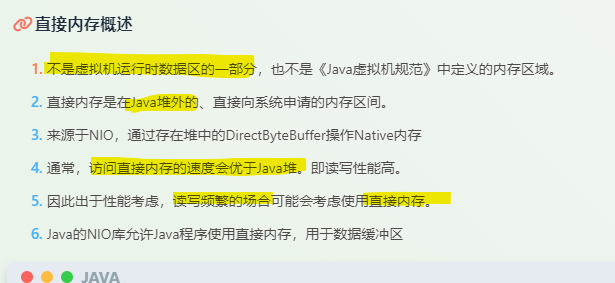 直接内存概述
1. 不是虚拟机运行时数据区的一部分，也不是《Java虚拟机规范》中定义的内存区域。
2. 直接内存是在Java堆外的、直接向系统申请的内存区间。
3. 来源于NIO，通过存在堆中的DirectByteBuffer操作Native内存
4. 通常，访问直接内存的速度会优于Java堆。即读写性能高。
5. 因此出于性能考虑，读写频繁的场合可能会考虑使用直接内存。
6. Java的NIO库允许Java程序使用直接内存，用于数据缓冲区
JAVA